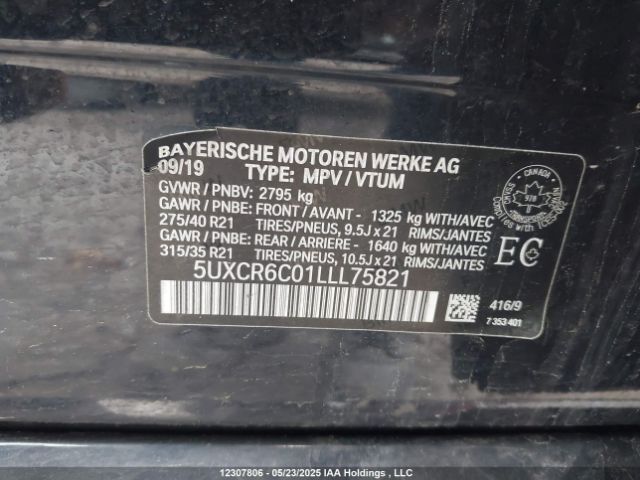 BAYERISCHE MOTOREN WERKE AG
09/19 TYPE: MPV / VTUM
GVWR / PNBV: 2795 kg
GAWR / PNBE: FRONT / AVANT - 1325 kg WITH/AVEC
275/40 R21 TIRES/PNEUS, 9.5J x 21 RIMS/JANTES
GAWR / PNBE: REAR / ARRIERE - 1640 kg WITH/AVEC
315/35 R21 TIRES/PNEUS, 10.5J x 21 RIMS/JANTES
5UXCR6C01LLL75821
CANADA
978
TRANSPORT
EC
416/9
7 353 401
12307806 - 05/23/2025 IAA Holdings , LLC